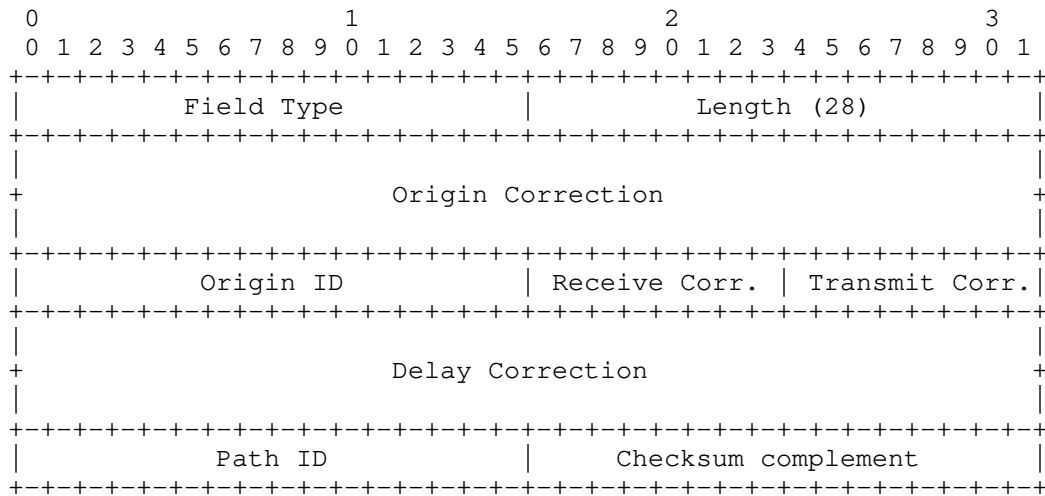 0                   1                   2                   3
 0 1 2 3 4 5 6 7 8 9 0 1 2 3 4 5 6 7 8 9 0 1 2 3 4 5 6 7 8 9 0 1
+-+-+-+-+-+-+-+-+-+-+-+-+-+-+-+-+-+-+-+-+-+-+-+-+-+-+-+-+-+-+-+-+
|          Field Type           |          Length (28)          |
+-+-+-+-+-+-+-+-+-+-+-+-+-+-+-+-+-+-+-+-+-+-+-+-+-+-+-+-+-+-+-+-+
|                                                               |
+                       Origin Correction                       +
|                                                               |
+-+-+-+-+-+-+-+-+-+-+-+-+-+-+-+-+-+-+-+-+-+-+-+-+-+-+-+-+-+-+-+-+
|           Origin ID           | Receive Corr. | Transmit Corr.|
+-+-+-+-+-+-+-+-+-+-+-+-+-+-+-+-+-+-+-+-+-+-+-+-+-+-+-+-+-+-+-+-+
|                                                               |
+                       Delay Correction                        +
|                                                               |
+-+-+-+-+-+-+-+-+-+-+-+-+-+-+-+-+-+-+-+-+-+-+-+-+-+-+-+-+-+-+-+-+
|            Path ID            |      Checksum complement      |
+-+-+-+-+-+-+-+-+-+-+-+-+-+-+-+-+-+-+-+-+-+-+-+-+-+-+-+-+-+-+-+-+